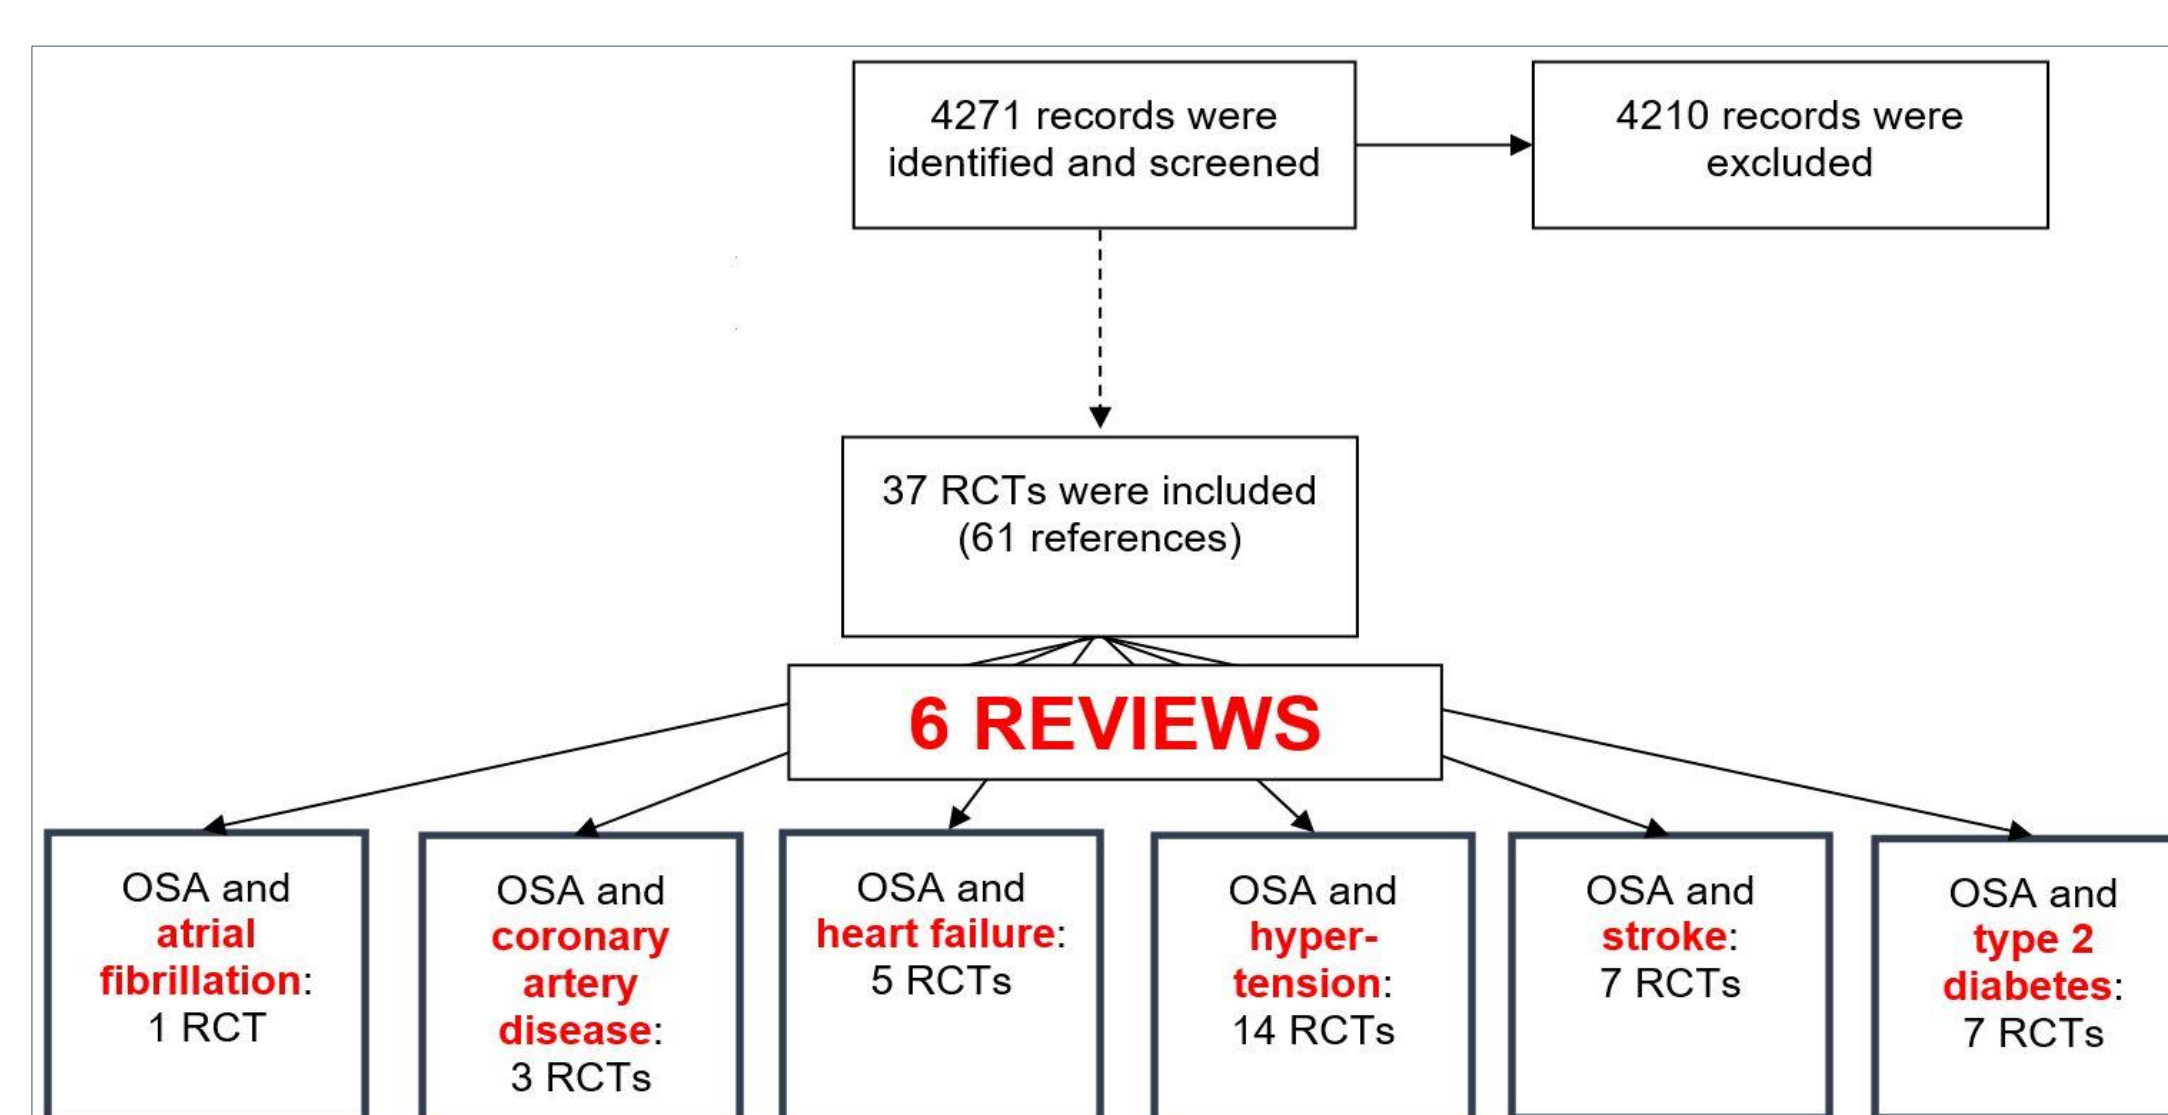 4271 records were
identified and screened
4210 records were
excluded
37 RCTs were included
(61 references)
6 REVIEWS
OSA and
atrial
fibrillation:
1 RCT
OSA and
coronary
artery
disease:
3 RCTs
OSA and
heart failure:
5 RCTs
OSA and
hyper-
tension:
14 RCTs
OSA and
stroke:
7 RCTs
OSA and
type 2
diabetes:
7 RCTs